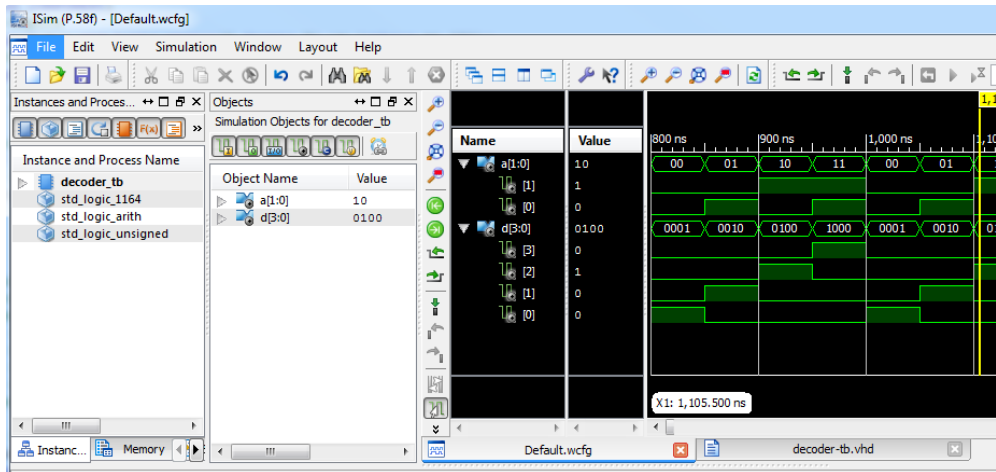 ISim (P.58f) - [Default.wcfg]
File Edit View Simulation Window Layout Help
Instances and Proces...
F(x)
»
Instance and Process Name
decoder_tb
std_logic_1164
std_logic_arith
std_logic_unsigned
Instanc... Memory
Objects
Simulation Objects for decoder_tb
Object Name Value
a[1:0] 10
d[3:0] 0100
Name Value
a[1:0] 10
[1] 1
[0] 0
d[3:0] 0100
[3] 0
[2] 1
[1] 0
[0] 0
800 ns 900 ns 1,000 ns
00 01 10 11 00 01
0001 0010 0100 1000 0001 0010
X1: 1,105.500 ns
Default.wcfg decoder-tb.vhd